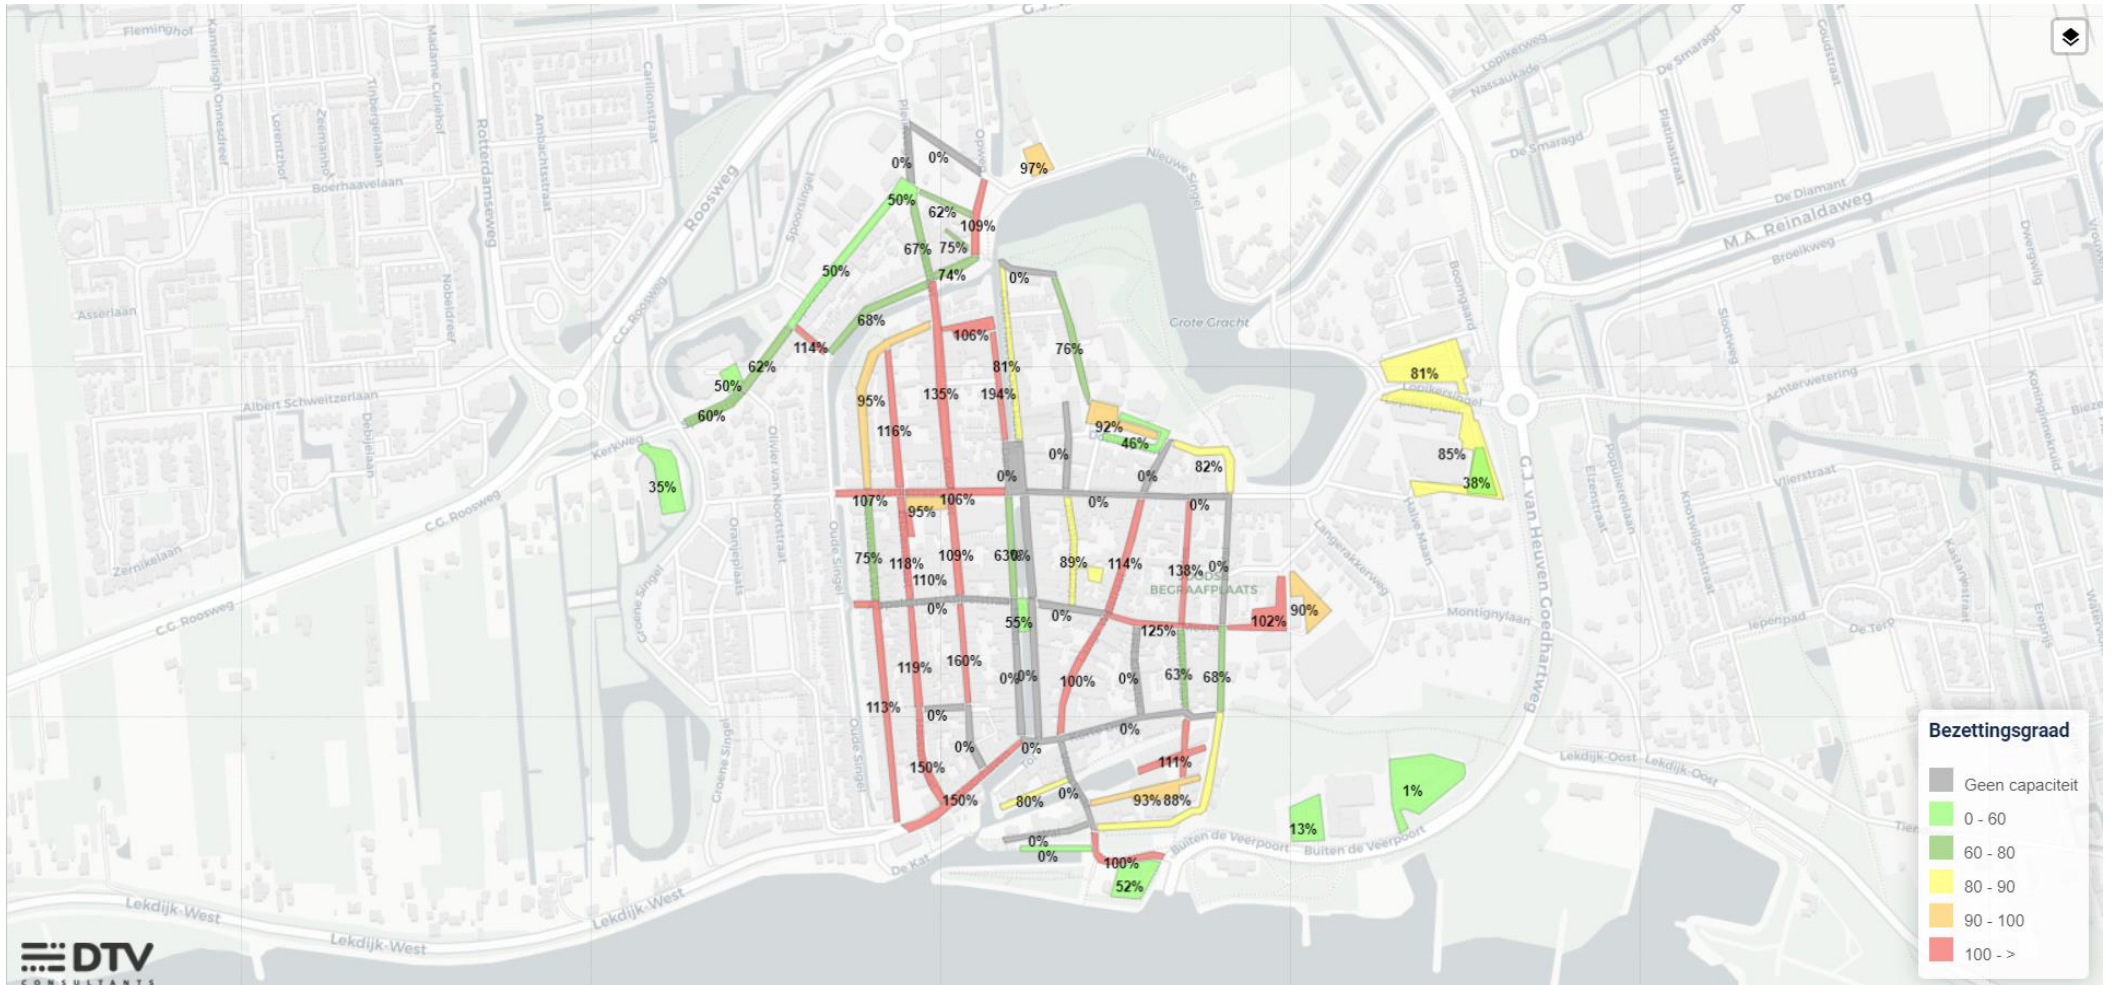 Fleminghof
Kamerlingh Onnesdreef
Lorentzhof
Zeemanhof
Tinbergenlaan
Madame Curiehof
Boerhaavelaan
Rotterdamseweg
Ambachtsstraat
Carillonstraat
Roosweg
Spoorsingel
G.J.
Opweg
Nieuwe Singel
Lopikerweg
Nassaukade
De Smaragd
De Smaragd
Platinastraat
Goudstraat
De Diamant
M.A. Reinaldaweg
Broeikweg
Dwergwilg
Asserlaan
Nobeldreef
C.G. Roosweg
Albert Schweitzerlaan
Debijelaan
Kerkweg
C.G. Roosweg
Zernikelaan
C.G. Roosweg
Groene Singel
Oranjeplaats
Olivier van Noortstraat
Oude Singel
Groene Singel
Oude Singel
Grote Gracht
Boomgaard
Lopikersingel
Achterwetering
Slootweg
Koninginnekruid
Vlierstraat
Populierenlaan
Elzenstraat
Knotwilgenstraat
G.J. van Heuven Goedhartweg
Halve Maan
Langerakkerweg
Montignylaan
Iepenpad
De Terp
Ereprijs
BEGRAAFPLAATS
Lekdijk-Oost
Lekdijk-Oost
Buiten de Veerpoort
Buiten de Veerpoort
De Kat
Lekdijk-West
Lekdijk-West
Lekdijk-West
0%
0%
97%
50%
62%
109%
67%
75%
74%
50%
0%
68%
114%
106%
62%
50%
60%
81%
76%
95%
135%
194%
116%
92%
46%
81%
85%
38%
35%
0%
0%
0%
82%
107%
106%
95%
0%
0%
75%
118%
109%
110%
63%
0%
89%
114%
138%
0%
0%
55%
0%
125%
102%
90%
119%
160%
0%
0%
100%
0%
63%
68%
113%
0%
0%
0%
0%
150%
150%
111%
80%
0%
93%
88%
0%
0%
100%
52%
13%
1%
Bezettingsgraad
Geen capaciteit
0 - 60
60 - 80
80 - 90
90 - 100
100 - >
DTV
CONSULTANTS